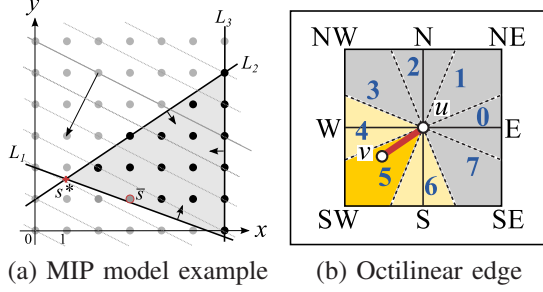 y
L₃
L₂
L₁
s*
s̄
0
1
x
(a) MIP model example
NW
N
NE
2
1
3
u
0
W
4
E
v
5
6
7
SW
S
SE
(b) Octilinear edge